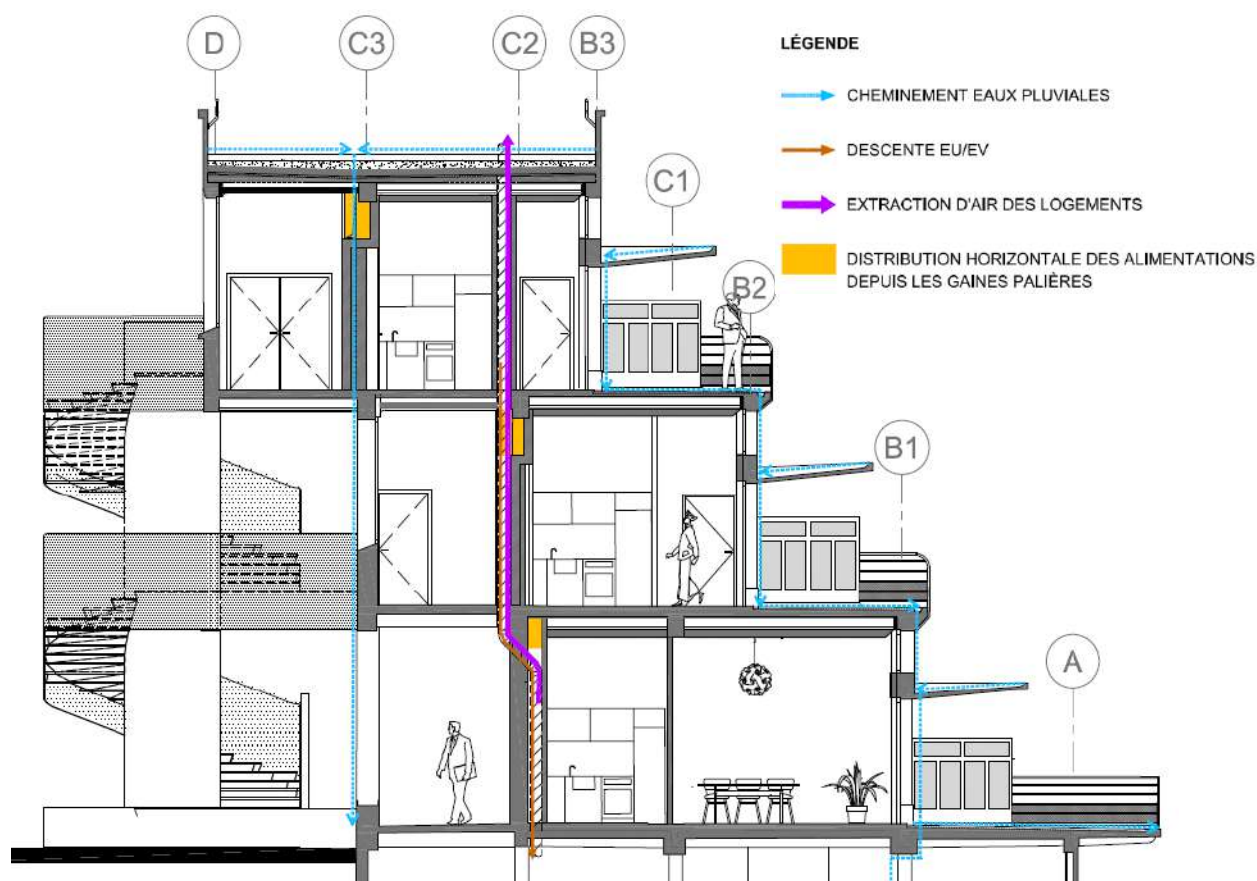 D
C3
C2
B3
LÉGENDE
CHEMINEMENT EAUX PLUVIALES
DESCENTE EU/EV
C1
EXTRACTION D'AIR DES LOGEMENTS
DISTRIBUTION HORIZONTALE DES ALIMENTATIONS
DEPUIS LES GAINES PALIÈRES
B2
B1
A